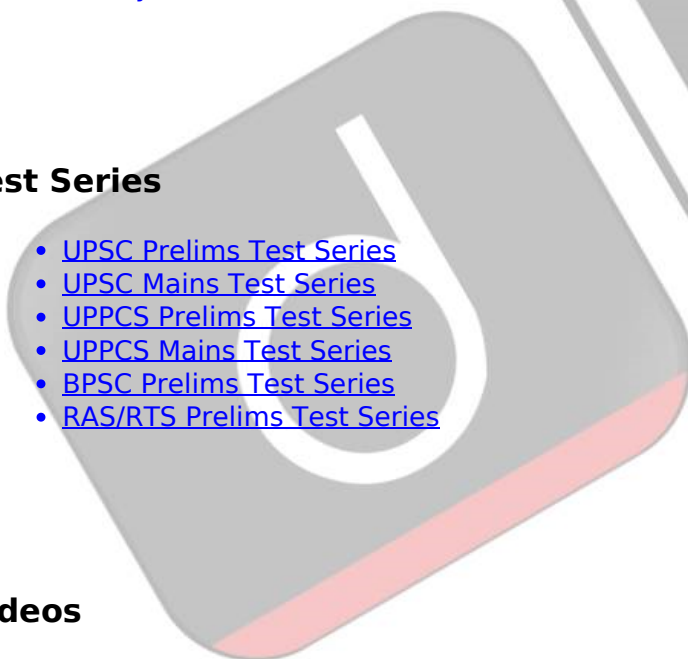 est Series
UPSC Prelims Test Series
UPSC Mains Test Series
UPPCS Prelims Test Series
UPPCS Mains Test Series
BPSC Prelims Test Series
RAS/RTS Prelims Test Series
deos